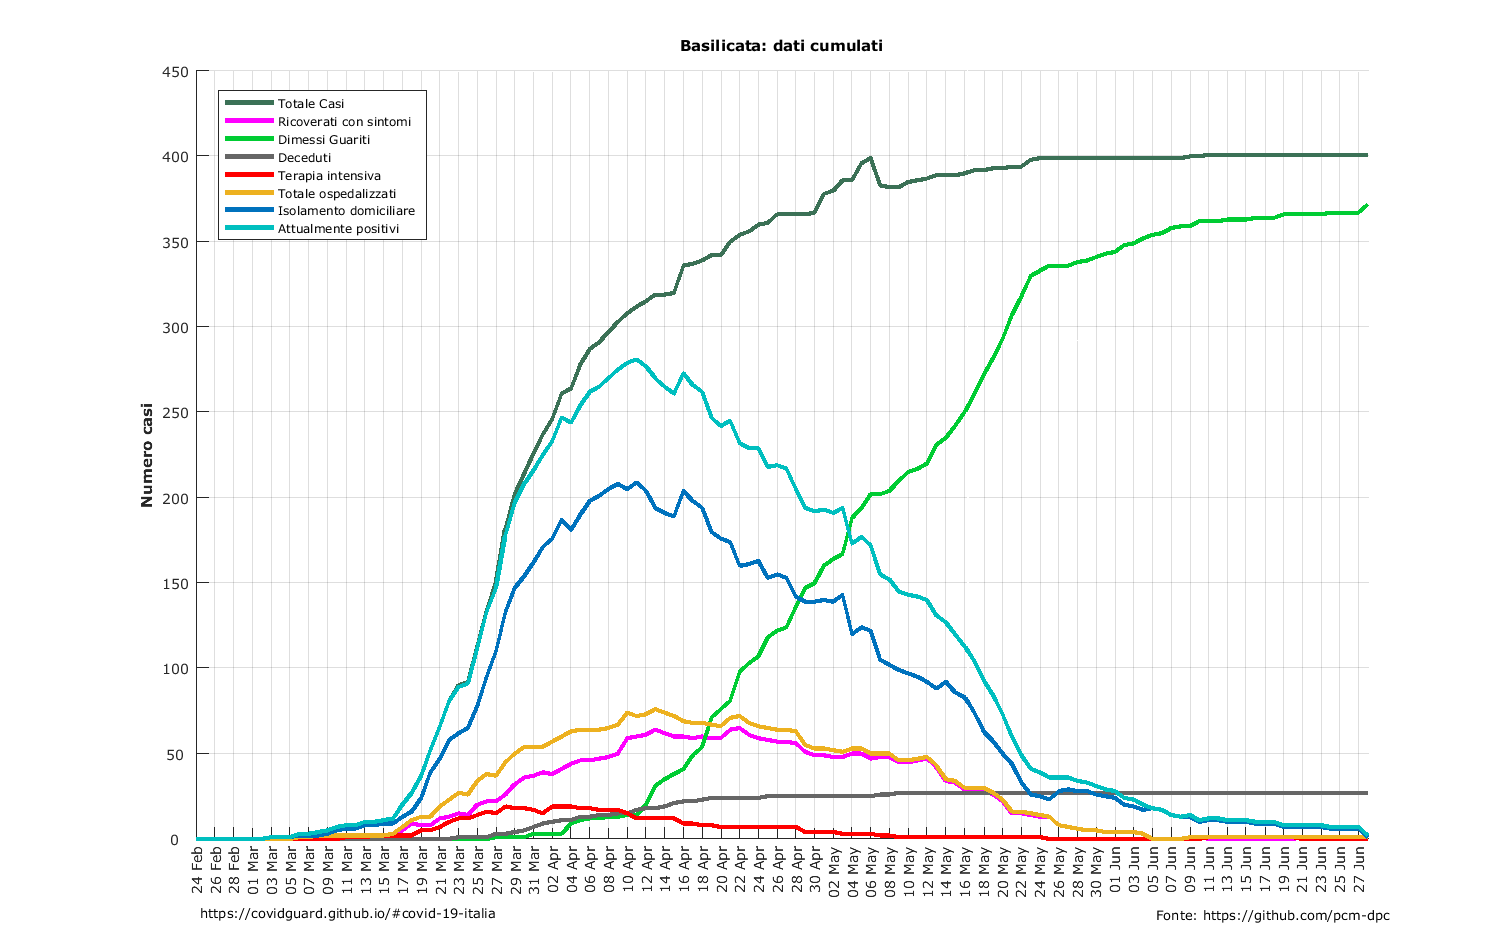 Basilicata: dati cumulati
450
400
350
300
250
200
150
100
50
0
Numero casi
Totale Casi
Ricoverati con sintomi
Dimessi Guariti
Deceduti
Terapia intensiva
Totale ospedalizzati
Isolamento domiciliare
Attualmente positivi
24 Feb
26 Feb
28 Feb
01 Mar
03 Mar
05 Mar
07 Mar
09 Mar
11 Mar
13 Mar
15 Mar
17 Mar
19 Mar
21 Mar
23 Mar
25 Mar
27 Mar
29 Mar
31 Mar
02 Apr
04 Apr
06 Apr
08 Apr
10 Apr
12 Apr
14 Apr
16 Apr
18 Apr
20 Apr
22 Apr
24 Apr
26 Apr
28 Apr
30 Apr
02 May
04 May
06 May
08 May
10 May
12 May
14 May
16 May
18 May
20 May
22 May
24 May
26 May
28 May
30 May
01 Jun
03 Jun
05 Jun
07 Jun
09 Jun
11 Jun
13 Jun
15 Jun
17 Jun
19 Jun
21 Jun
23 Jun
25 Jun
27 Jun
https://covidguard.github.io/#covid-19-italia
Fonte: https://github.com/pcm-dpc